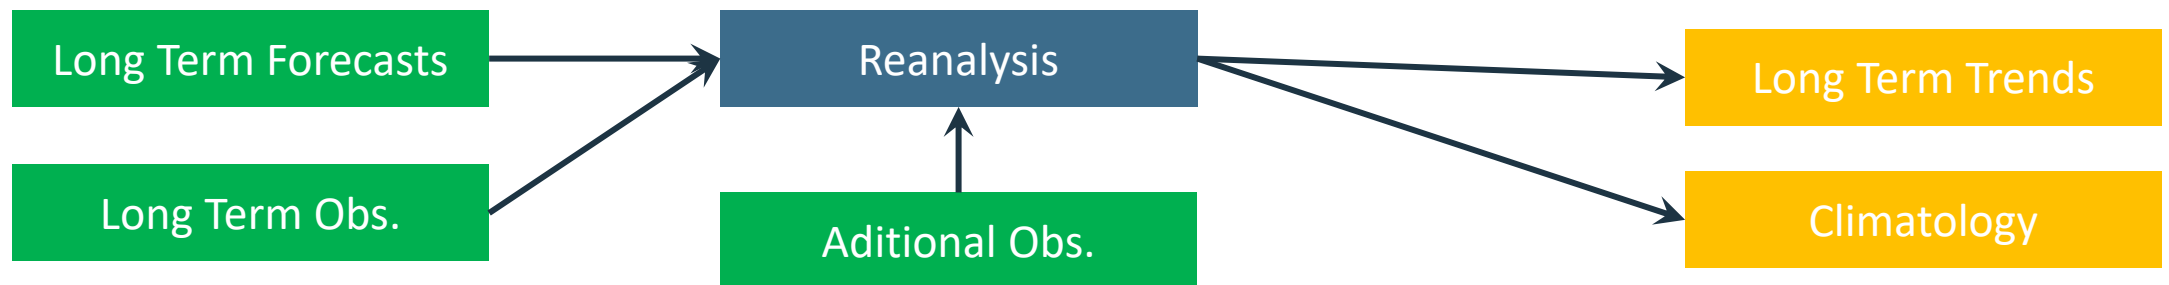 Long Term Forecasts
Reanalysis
Long Term Trends
Long Term Obs.
Aditional Obs.
Climatology